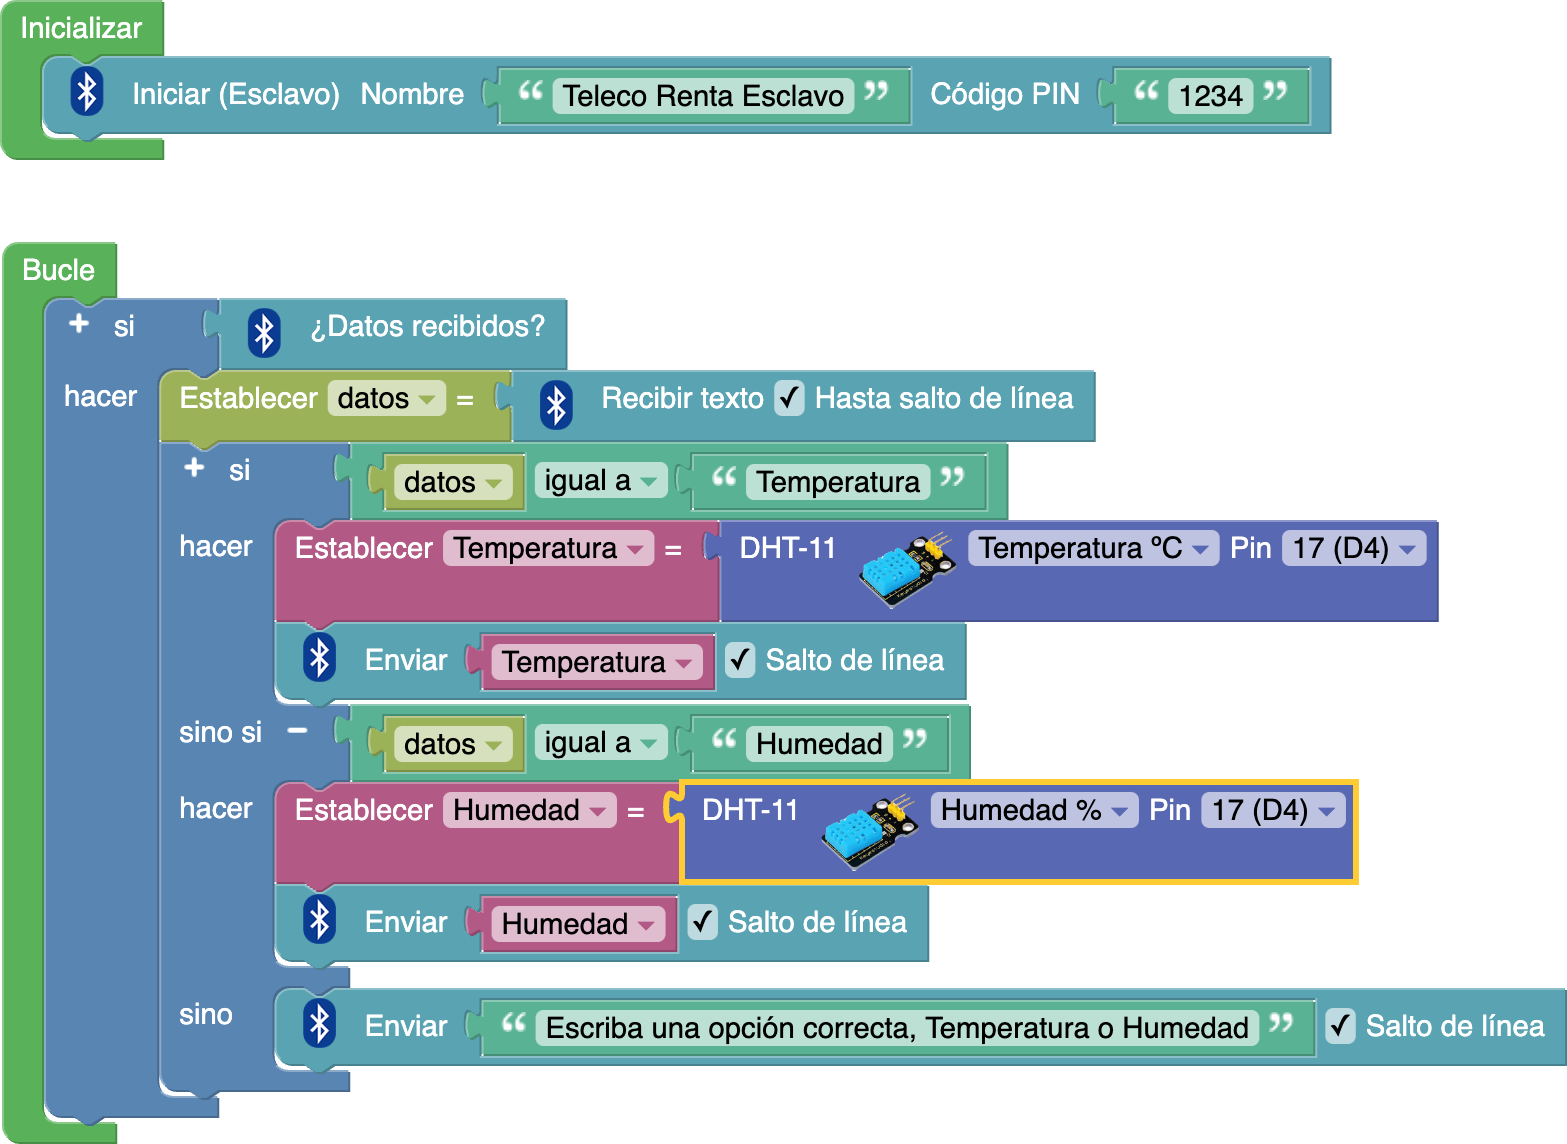 Inicializar
Iniciar (Esclavo) Nombre “ Teleco Renta Esclavo ” Código PIN “ 1234 ”
Bucle
+ si ¿Datos recibidos?
hacer Establecer datos = Recibir texto ✓ Hasta salto de línea
+ si datos igual a “ Temperatura ”
hacer Establecer Temperatura = DHT-11 Temperatura ºC Pin 17 (D4)
Enviar Temperatura ✓ Salto de línea
sino si − datos igual a “ Humedad ”
hacer Establecer Humedad = DHT-11 Humedad % Pin 17 (D4)
Enviar Humedad ✓ Salto de línea
sino Enviar “ Escriba una opción correcta, Temperatura o Humedad ” ✓ Salto de línea